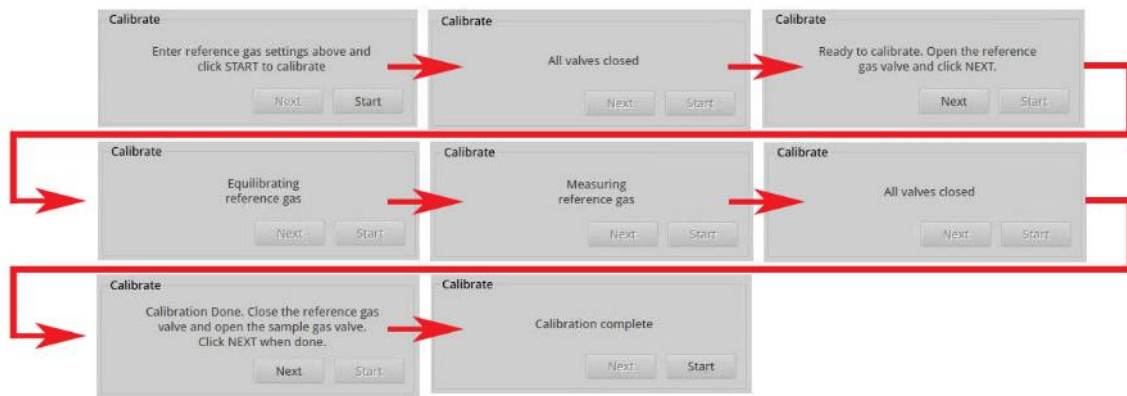 Calibrate
Enter reference gas settings above and
click START to calibrate
Next
Start
Calibrate
All valves closed
Next
Start
Calibrate
Ready to calibrate. Open the reference
gas valve and click NEXT.
Next
Start
Calibrate
Equilibrating
reference gas
Next
Start
Calibrate
Measuring
reference gas
Next
Start
Calibrate
All valves closed
Next
Start
Calibrate
Calibration Done. Close the reference gas
valve and open the sample gas valve.
Click NEXT when done.
Next
Start
Calibrate
Calibration complete
Next
Start